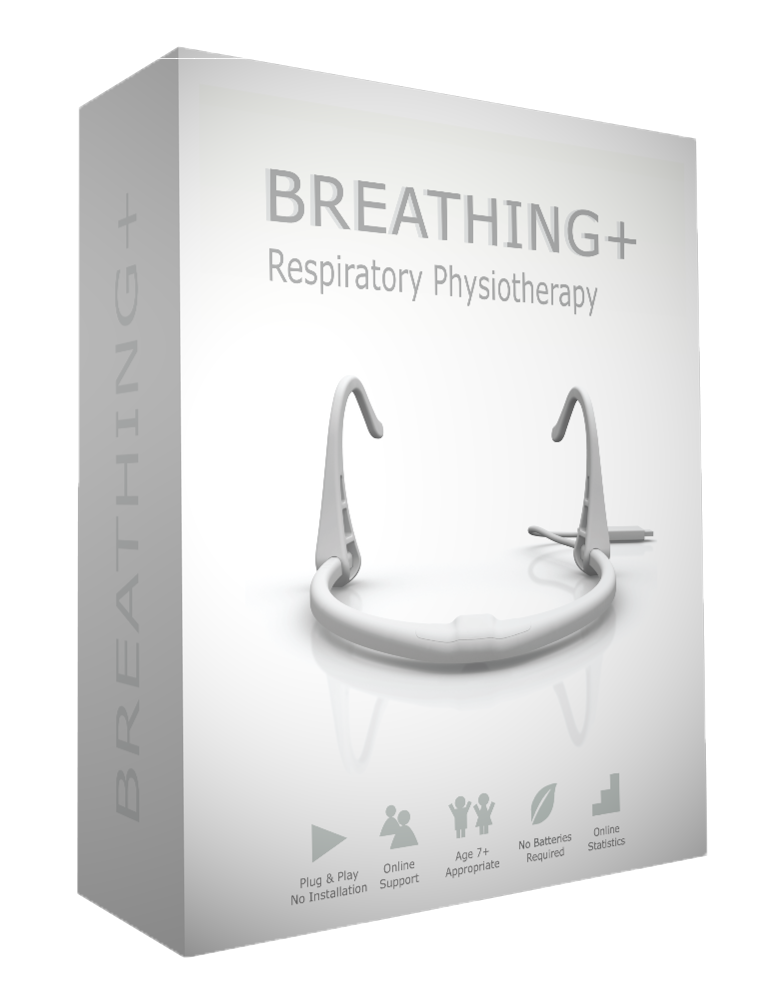 BREATHING+
BREATHING+
Respiratory Physiotherapy
Plug & Play
No Installation
Online
Support
Age 7+
Appropriate
No Batteries
Required
Online
Statistics